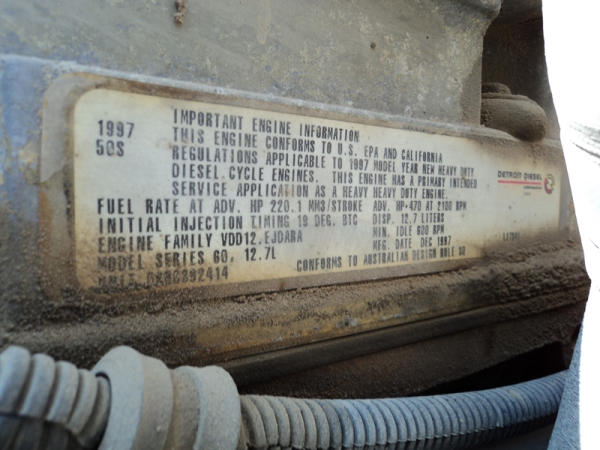 1997
50S
IMPORTANT ENGINE INFORMATION
THIS ENGINE CONFORMS TO U.S. EPA AND CALIFORNIA
REGULATIONS APPLICABLE TO 1997 MODEL YEAR NEW HEAVY DUTY
DIESEL CYCLE ENGINES. THIS ENGINE HAS A PRIMARY INTENDED
SERVICE APPLICATION AS A HEAVY HEAVY DUTY ENGINE.
FUEL RATE AT ADV. HP 220.1 MM3/STROKE ADV. HP-470 AT 2100 RPM
INITIAL INJECTION TIMING 19 DEG. BTC DISP. 12.7 LITERS
ENGINE FAMILY VDD12.EJDARA MIN. IDLE 600 RPM
MODEL SERIES 60, 12.7L MFG. DATE DEC 1997
CONFORMS TO AUSTRALIAN DESIGN RULE 30
DETROIT DIESEL
CORPORATION